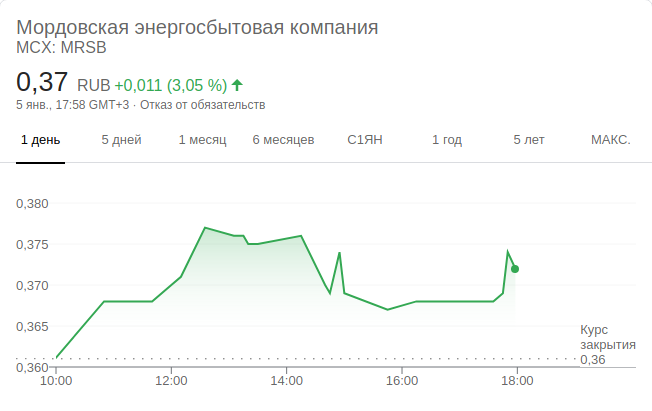 Мордовская энергосбытовая компания
MCX: MRSB
0,37 RUB +0,011 (3,05 %)
5 янв., 17:58 GMT+3 · Отказ от обязательств
1 день 5 дней 1 месяц 6 месяцев С1ЯН 1 год 5 лет МАКС.
0,380
0,375
0,370
0,365
0,360
Курс
закрытия
0,36
10:00 12:00 14:00 16:00 18:00